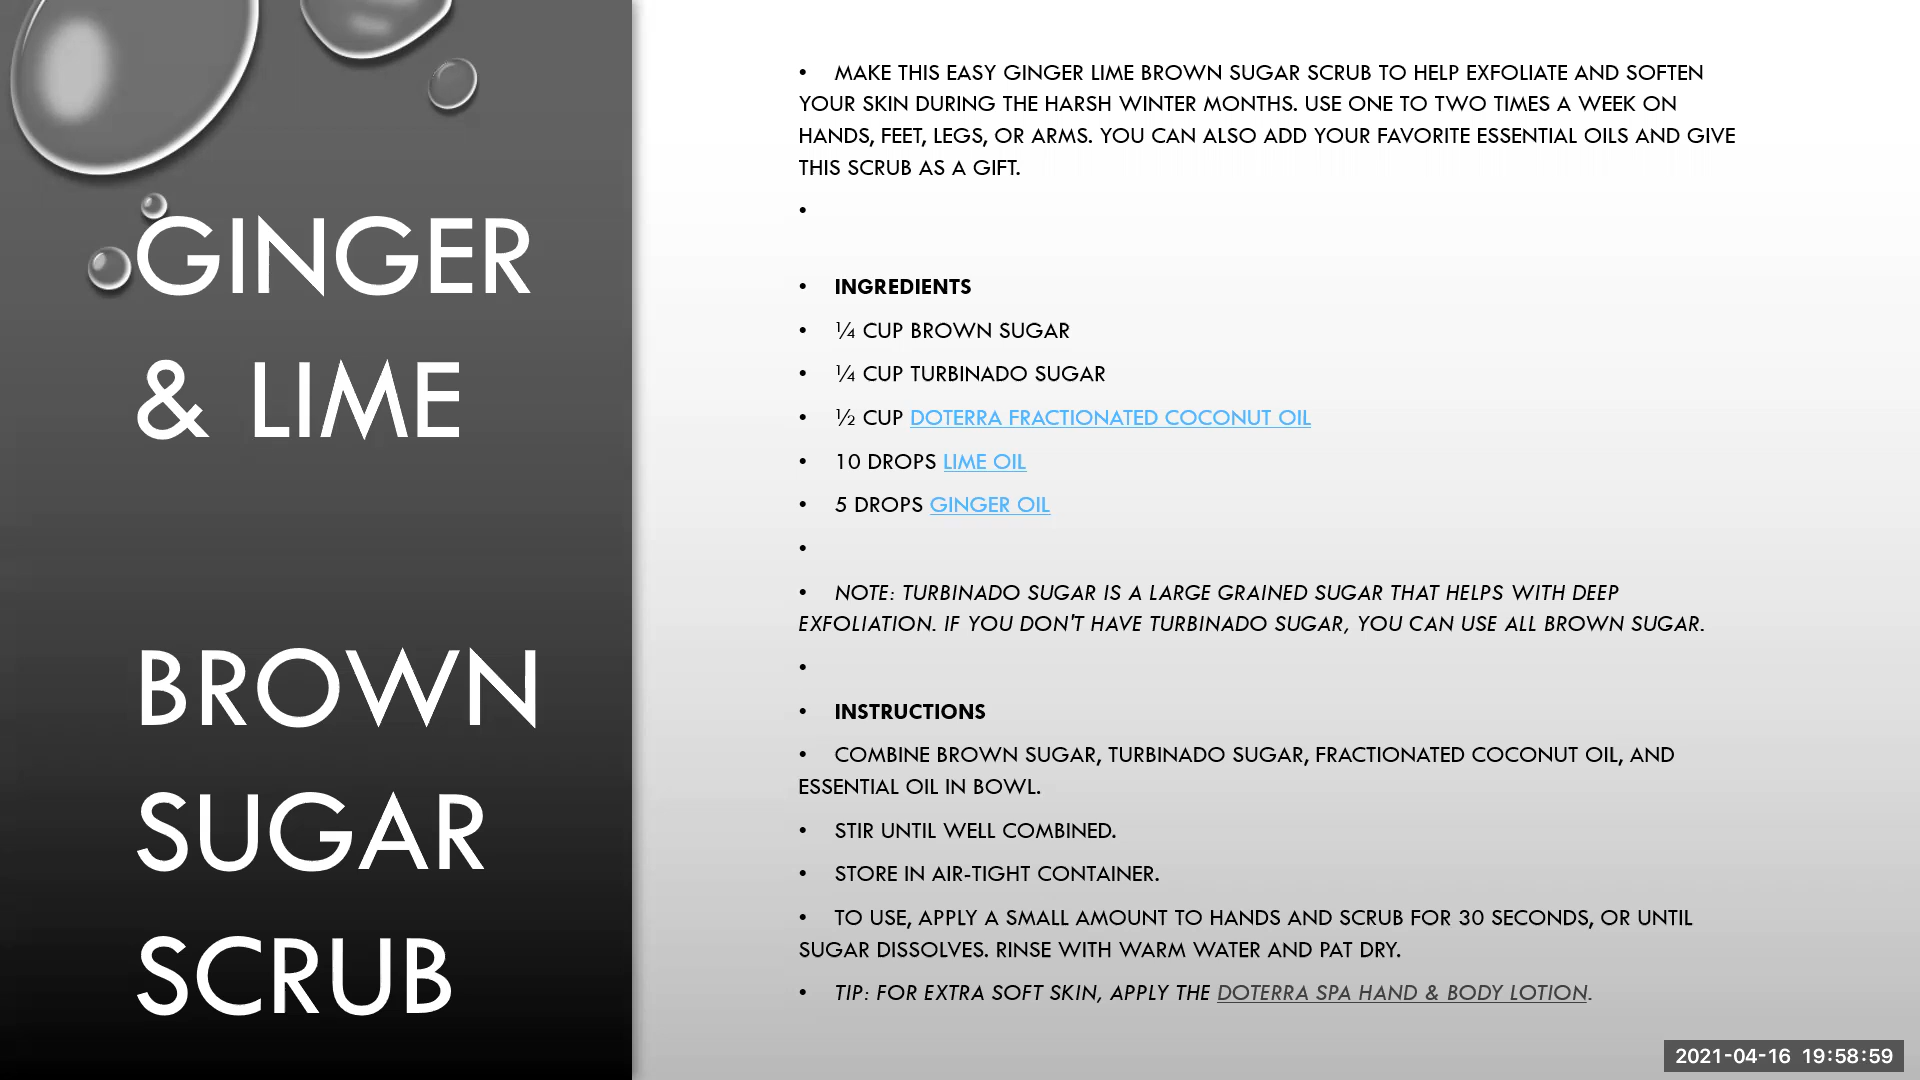 GINGER
& LIME
BROWN
SUGAR
SCRUB
• MAKE THIS EASY GINGER LIME BROWN SUGAR SCRUB TO HELP EXFOLIATE AND SOFTEN
YOUR SKIN DURING THE HARSH WINTER MONTHS. USE ONE TO TWO TIMES A WEEK ON
HANDS, FEET, LEGS, OR ARMS. YOU CAN ALSO ADD YOUR FAVORITE ESSENTIAL OILS AND GIVE
THIS SCRUB AS A GIFT.
•
• INGREDIENTS
• ¼ CUP BROWN SUGAR
• ¼ CUP TURBINADO SUGAR
• ½ CUP DOTERRA FRACTIONATED COCONUT OIL
• 10 DROPS LIME OIL
• 5 DROPS GINGER OIL
•
• NOTE: TURBINADO SUGAR IS A LARGE GRAINED SUGAR THAT HELPS WITH DEEP
EXFOLIATION. IF YOU DON'T HAVE TURBINADO SUGAR, YOU CAN USE ALL BROWN SUGAR.
•
• INSTRUCTIONS
• COMBINE BROWN SUGAR, TURBINADO SUGAR, FRACTIONATED COCONUT OIL, AND
ESSENTIAL OIL IN BOWL.
• STIR UNTIL WELL COMBINED.
• STORE IN AIR-TIGHT CONTAINER.
• TO USE, APPLY A SMALL AMOUNT TO HANDS AND SCRUB FOR 30 SECONDS, OR UNTIL
SUGAR DISSOLVES. RINSE WITH WARM WATER AND PAT DRY.
• TIP: FOR EXTRA SOFT SKIN, APPLY THE DOTERRA SPA HAND & BODY LOTION.
2021-04-16 19:58:59